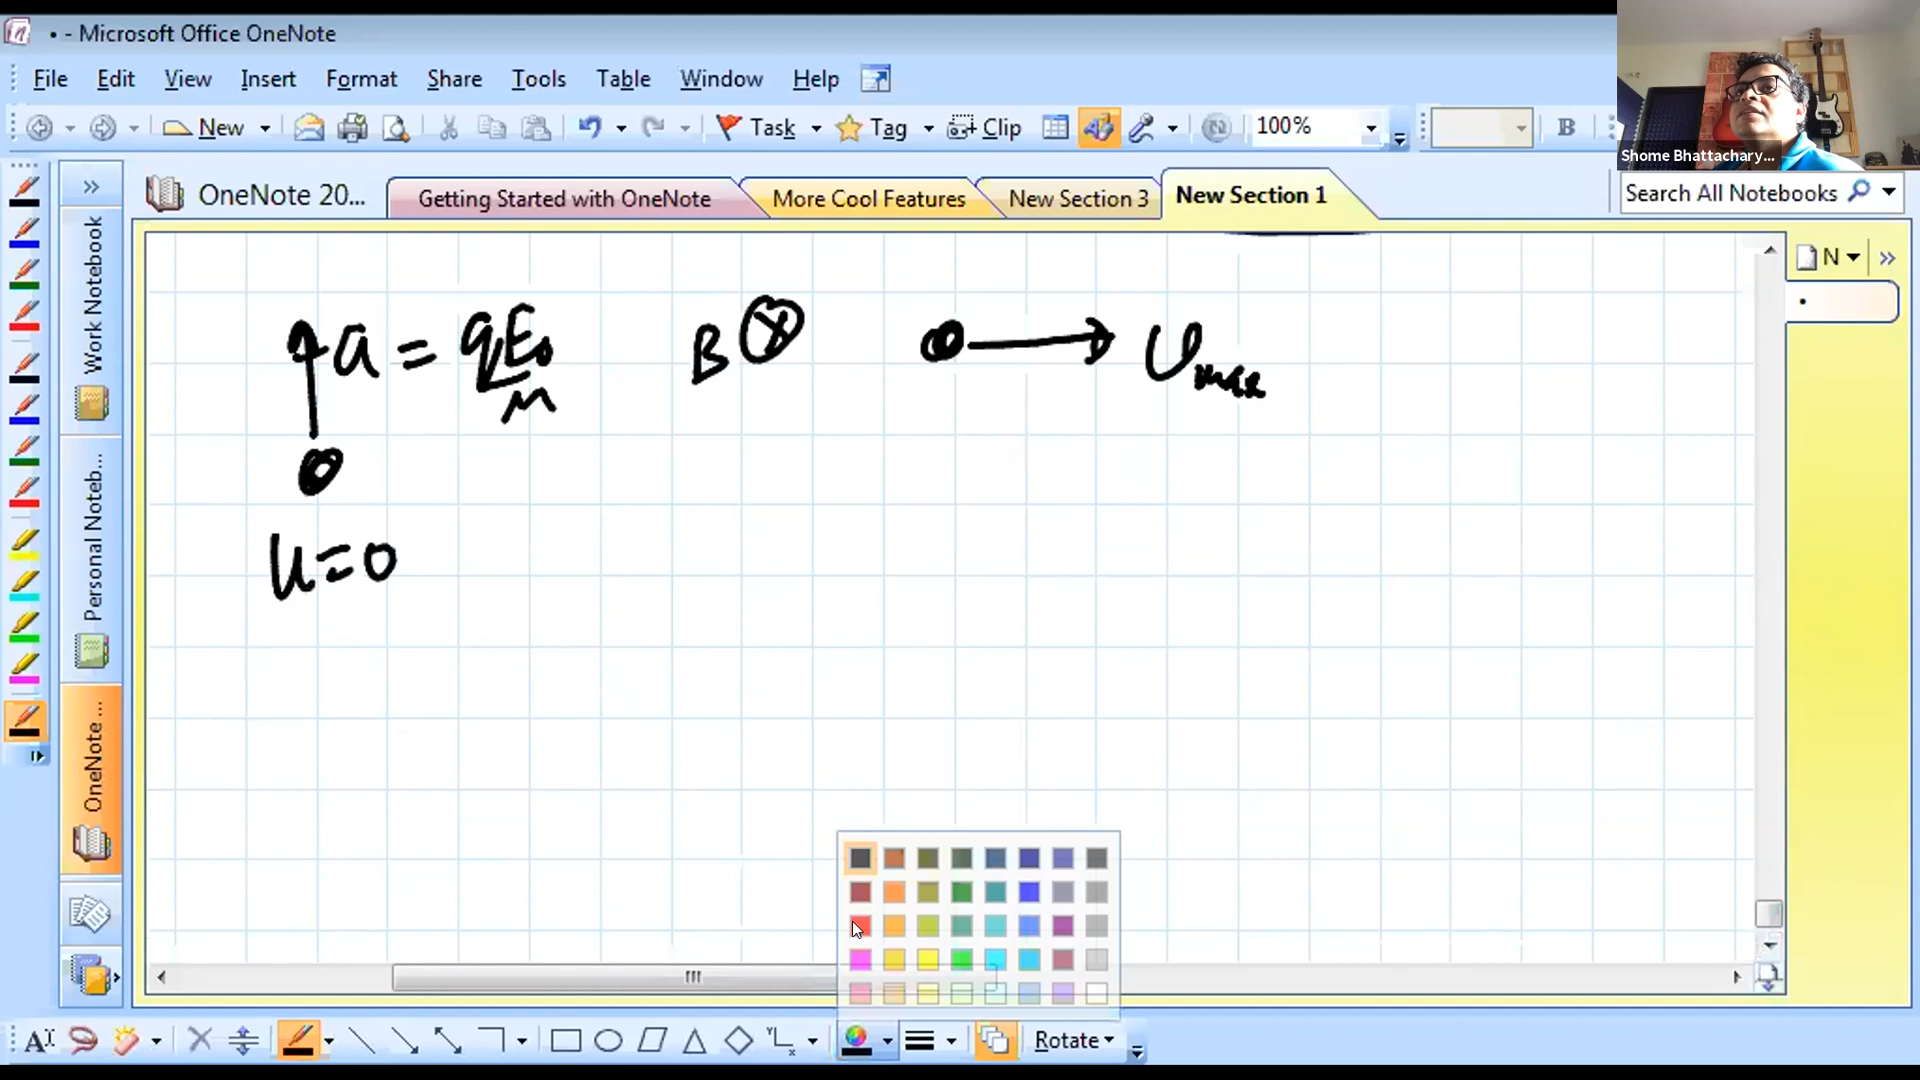 • - Microsoft Office OneNote
File Edit View Insert Format Share Tools Table Window Help
New Task Tag Clip 100% B
Shome Bhattachary...
OneNote 20... Getting Started with OneNote More Cool Features New Section 3 New Section 1 Search All Notebooks
N
Work Notebook
Personal Noteb...
OneNote ...
a = qE₀/m B ⊗ v_max
u=0
Rotate